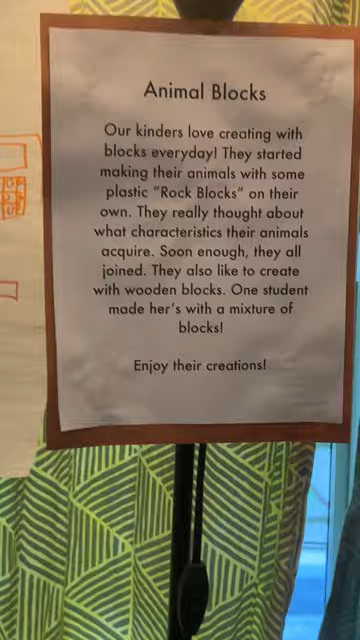 Animal Blocks
Our kinders love creating with
blocks everyday! They started
making their animals with some
plastic "Rock Blocks" on their
own. They really thought about
what characteristics their animals
acquire. Soon enough, they all
joined. They also like to create
with wooden blocks. One student
made her's with a mixture of
blocks!
Enjoy their creations!